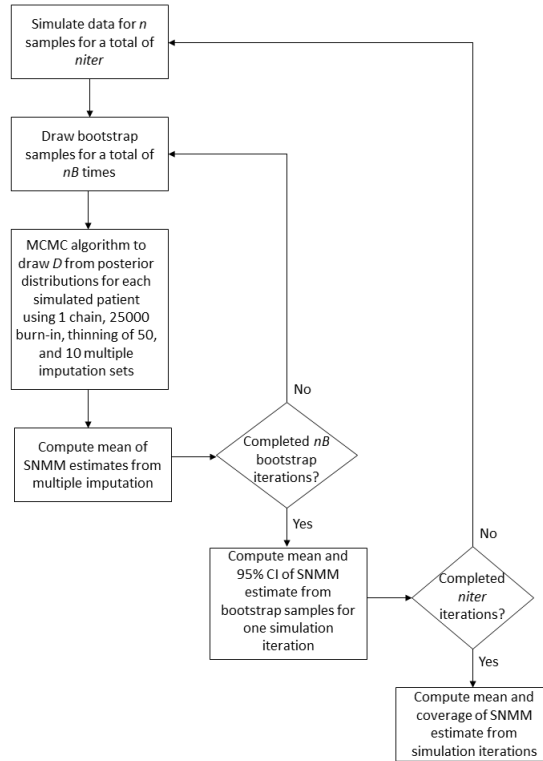 Simulate data for n
samples for a total of
niter
Draw bootstrap
samples for a total of
nB times
MCMC algorithm to
draw D from posterior
distributions for each
simulated patient
using 1 chain, 25000
burn-in, thinning of 50,
and 10 multiple
imputation sets
Compute mean of
SNMM estimates from
multiple imputation
No
Completed nB
bootstrap
iterations?
Yes
Compute mean and
95% CI of SNMM
estimate from
bootstrap samples for
one simulation
iteration
No
Completed
niter
iterations?
Yes
Compute mean and
coverage of SNMM
estimate from
simulation iterations